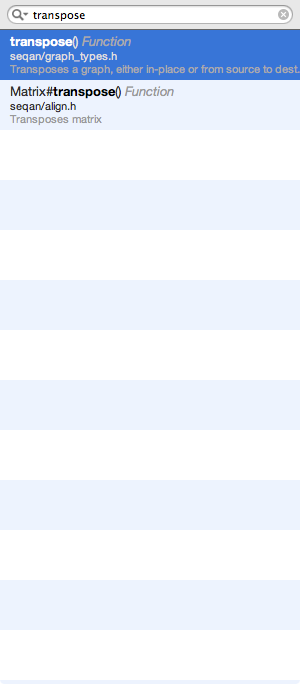 transpose
transpose() Function
seqan/graph_types.h
Transposes a graph, either in-place or from source to dest.
Matrix#transpose() Function
seqan/align.h
Transposes matrix